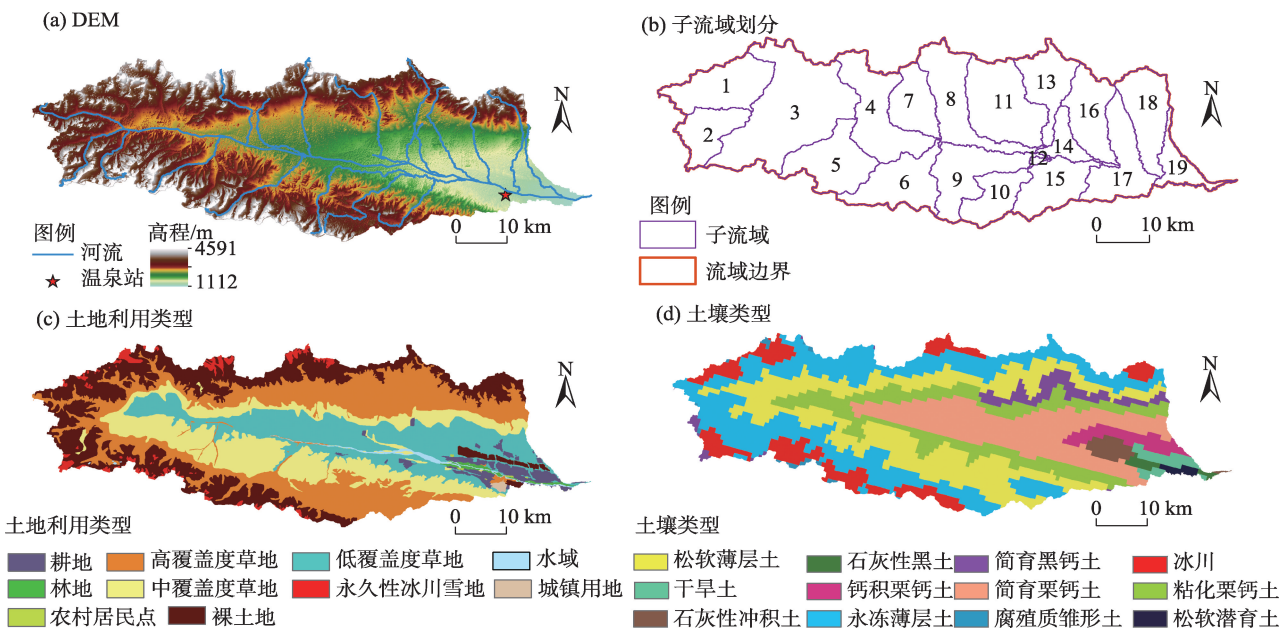 (a) DEM
N
图例
河流
温泉站
高程/m
4591
1112
0 10 km
(b) 子流域划分
1
2
3
4
5
6
7
8
9
10
11
12
13
14
15
16
17
18
19
N
图例
子流域
流域边界
0 10 km
(c) 土地利用类型
N
0 10 km
土地利用类型
耕地 高覆盖度草地 低覆盖度草地 水域
林地 中覆盖度草地 永久性冰川雪地 城镇用地
农村居民点 裸土地
(d) 土壤类型
N
0 10 km
土壤类型
松软薄层土 石灰性黑土 简育黑钙土 冰川
干旱土 钙积栗钙土 简育栗钙土 粘化栗钙土
石灰性冲积土 永冻薄层土 腐殖质雏形土 松软潜育土